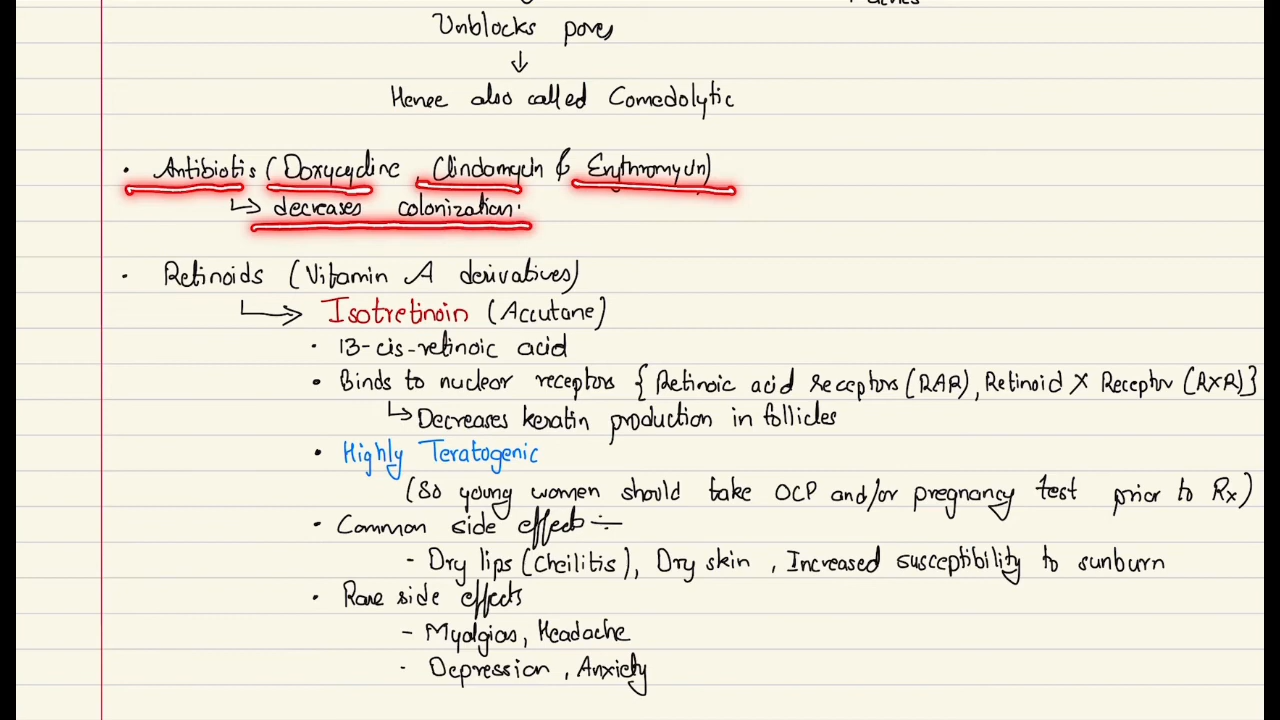 Unblocks pores
↓
Hence also called Comedolytic
· Antibiotis (Doxycycline, Clindomycin & Erythromycin)
↳ decreases colonization.
· Retinoids (Vitamin A derivatives)
↳ Isotretinoin (Accutane)
· 13-cis-retinoic acid
• Binds to nuclear receptors {Retinoic acid receptors (RAR), Retinoid X Receptor (RXR)}
↳ Decreases keratin production in follicles
• Highly Teratogenic
(So young women should take OCP and/or pregnancy test prior to Rx)
• Common side effects ÷
- Dry lips (Cheilitis), Dry skin, Increased susceptibility to sunburn
• Rare side effects
- Myalgias, Headache
- Depression, Anxiety